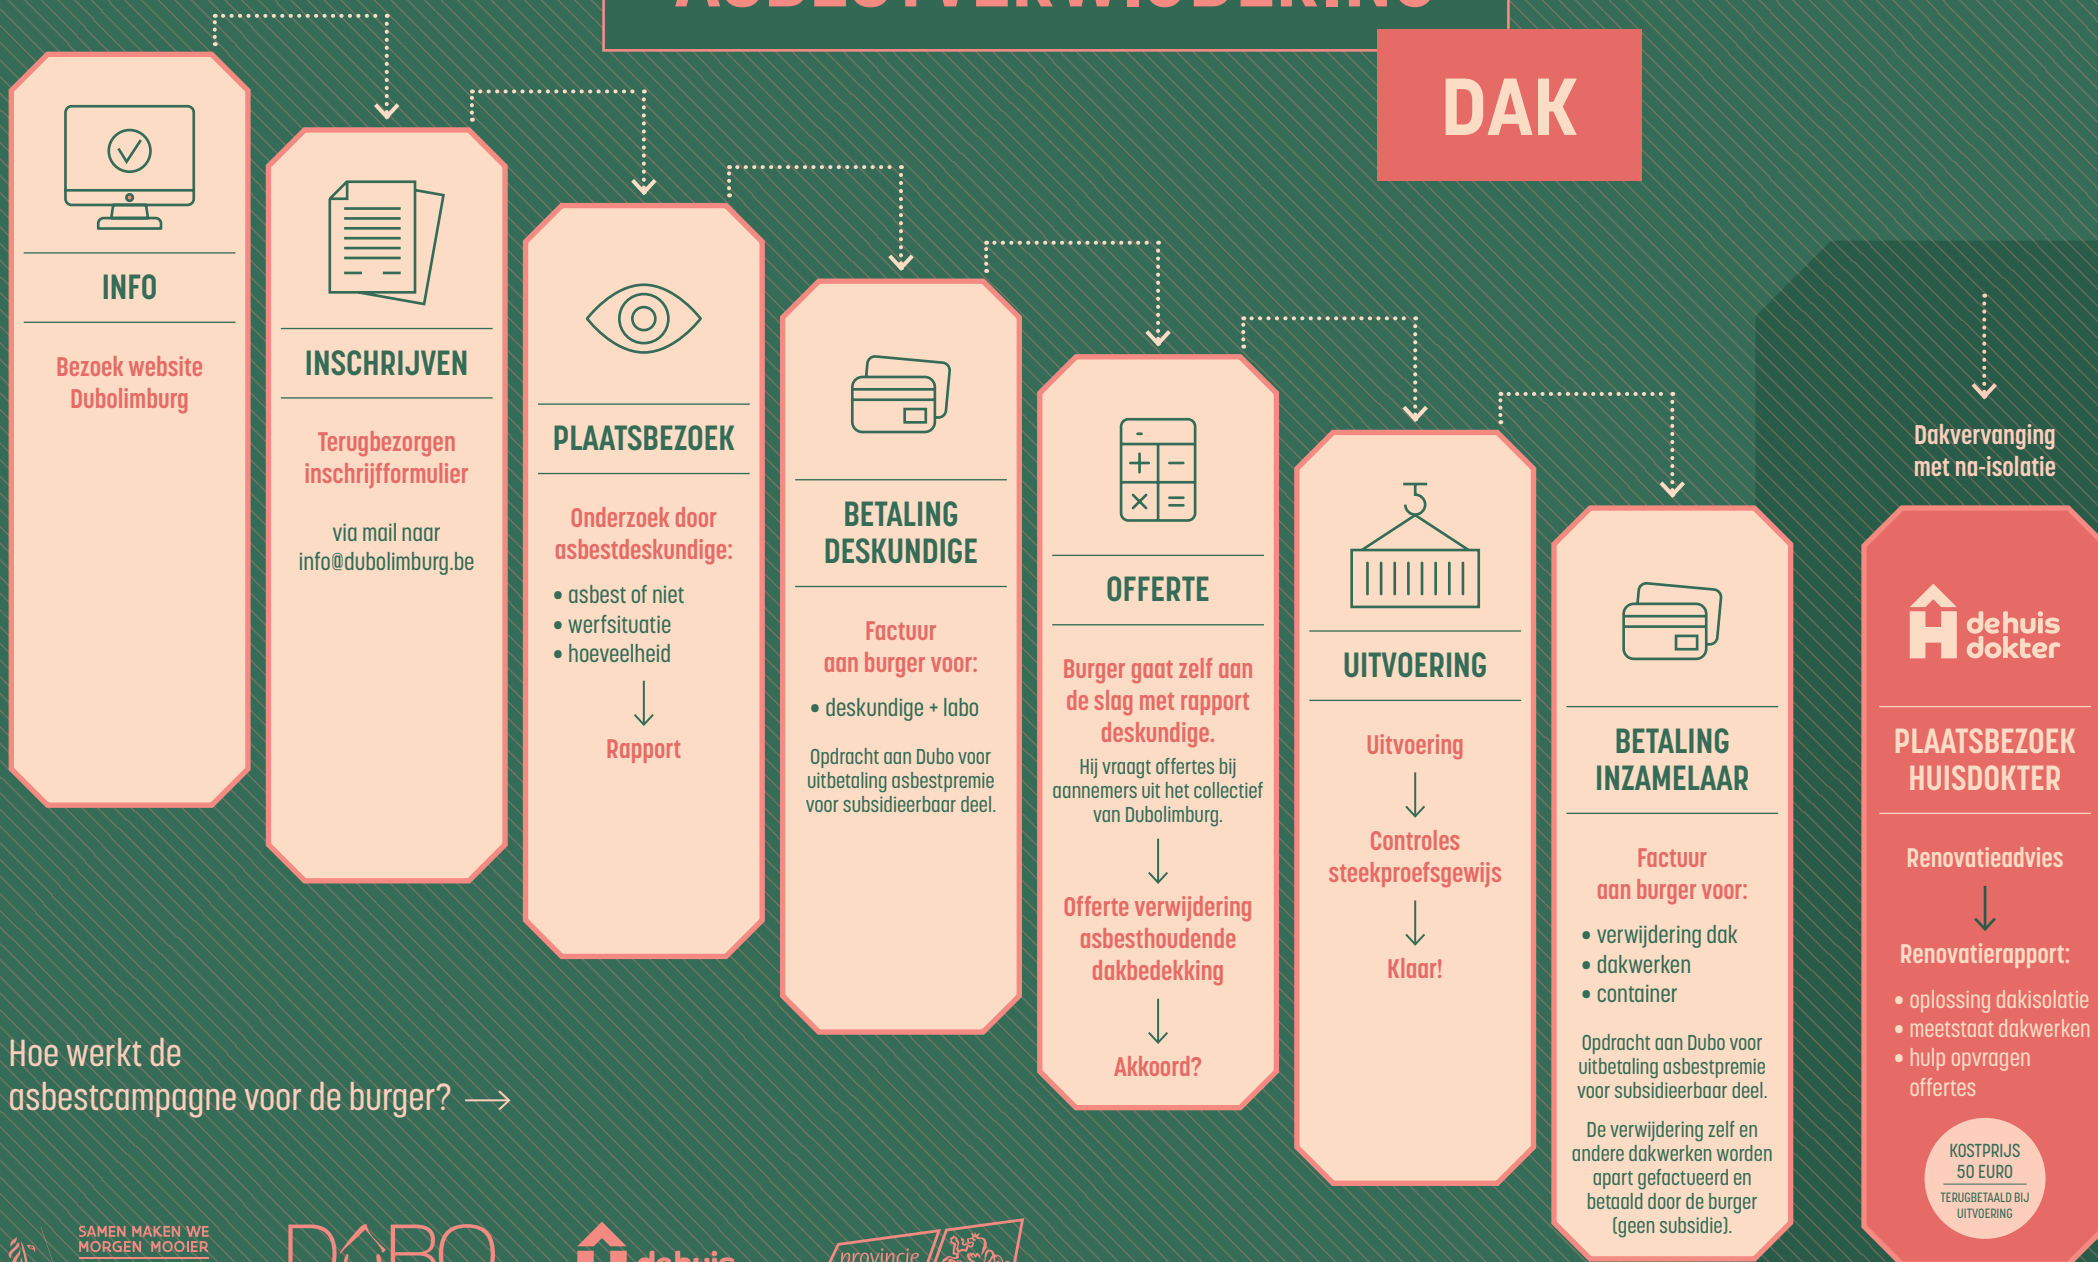 ASBESTVERWIJDERING
DAK
INFO
Bezoek website
Dubolimburg
INSCHRIJVEN
Terugbezorgen
inschrijfformulier
via mail naar
info@dubolimburg.be
PLAATSBEZOEK
Onderzoek door
asbestdeskundige:
• asbest of niet
• werfsituatie
• hoeveelheid
Rapport
BETALING
DESKUNDIGE
Factuur
aan burger voor:
• deskundige + labo
Opdracht aan Dubo voor
uitbetaling asbestpremie
voor subsidieerbaar deel.
OFFERTE
Burger gaat zelf aan
de slag met rapport
deskundige.
Hij vraagt offertes bij
aannemers uit het collectief
van Dubolimburg.
Offerte verwijdering
asbesthoudende
dakbedekking
Akkoord?
UITVOERING
Uitvoering
Controles
steekproefsgewijs
Klaar!
BETALING
INZAMELAAR
Factuur
aan burger voor:
• verwijdering dak
• dakwerken
• container
Opdracht aan Dubo voor
uitbetaling asbestpremie
voor subsidieerbaar deel.
De verwijdering zelf en
andere dakwerken worden
apart gefactueerd en
betaald door de burger
(geen subsidie).
Dakvervanging
met na-isolatie
dehuis
dokter
PLAATSBEZOEK
HUISDOKTER
Renovatieadvies
Renovatierapport:
• oplossing dakisolatie
• meetstaat dakwerken
• hulp opvragen
offertes
KOSTPRIJS
50 EURO
TERUGBETAALD BIJ
UITVOERING
Hoe werkt de
asbestcampagne voor de burger?
SAMEN MAKEN WE
MORGEN MOOIER
DUBO
dehuis
provincie